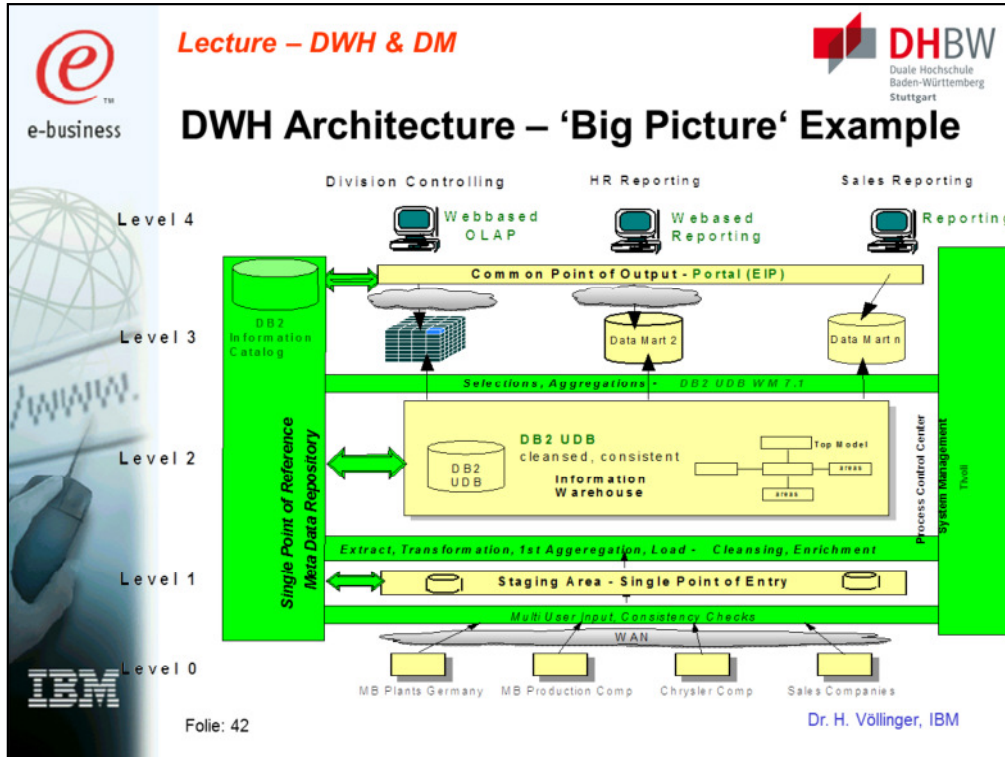 Lecture – DWH & DM
e
TM
e-business
DHBW
Duale Hochschule
Baden-Württemberg
Stuttgart
DWH Architecture – ‘Big Picture‘ Example
Division Controlling
HR Reporting
Sales Reporting
Level 4
Webbased
OLAP
Webased
Reporting
Reporting
Common Point of Output - Portal (EIP)
DB2
Information
Catalog
Level 3
Data Mart 2
Data Mart n
Selections, Aggregations - DB2 UDB WM 7.1
Single Point of Reference
Meta Data Repository
Level 2
DB2
UDB
DB2 UDB
cleansed, consistent
Information
Warehouse
Top Model
areas
areas
Process Control Center
System Management
Tivoli
Extract, Transformation, 1st Aggeregation, Load - Cleansing, Enrichment
Level 1
Staging Area - Single Point of Entry
Multi User Input, Consistency Checks
WAN
Level 0
MB Plants Germany
MB Production Comp
Chrysler Comp
Sales Companies
IBM
Folie: 42
Dr. H. Völlinger, IBM